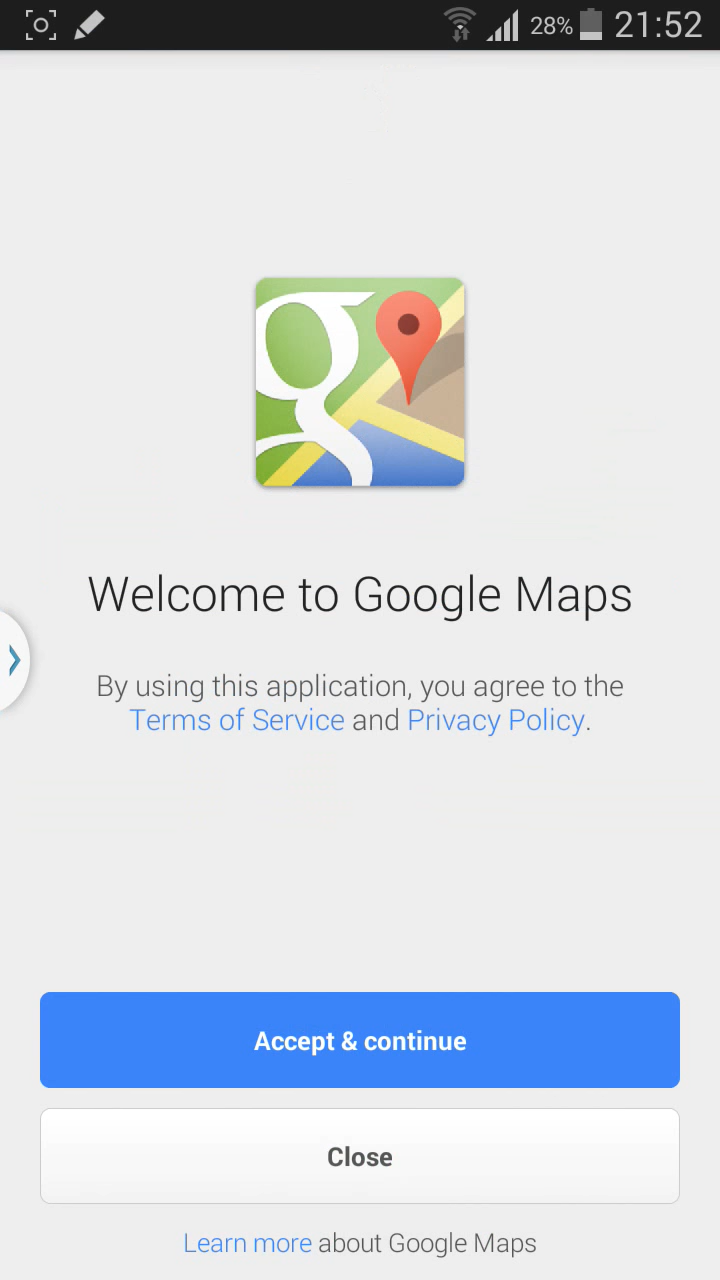 28% 21:52
Welcome to Google Maps
By using this application, you agree to the
Terms of Service and Privacy Policy.
Accept & continue
Close
Learn more about Google Maps